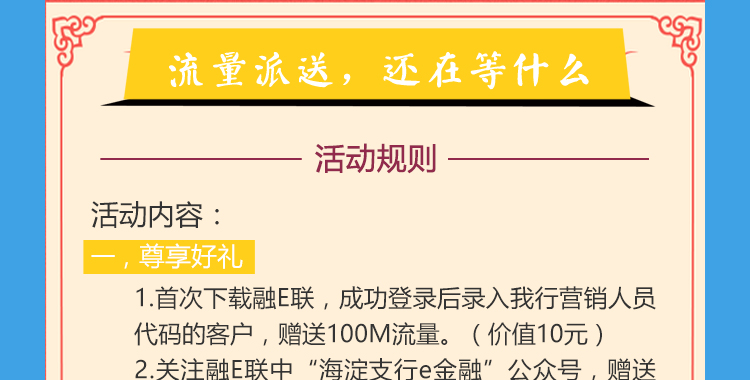 流量派送，还在等什么
活动规则
活动内容：
一，尊享好礼
1.首次下载融E联，成功登录后录入我行营销人员
代码的客户，赠送100M流量。（价值10元）
2.关注融E联中“海淀支行e金融”公众号，赠送